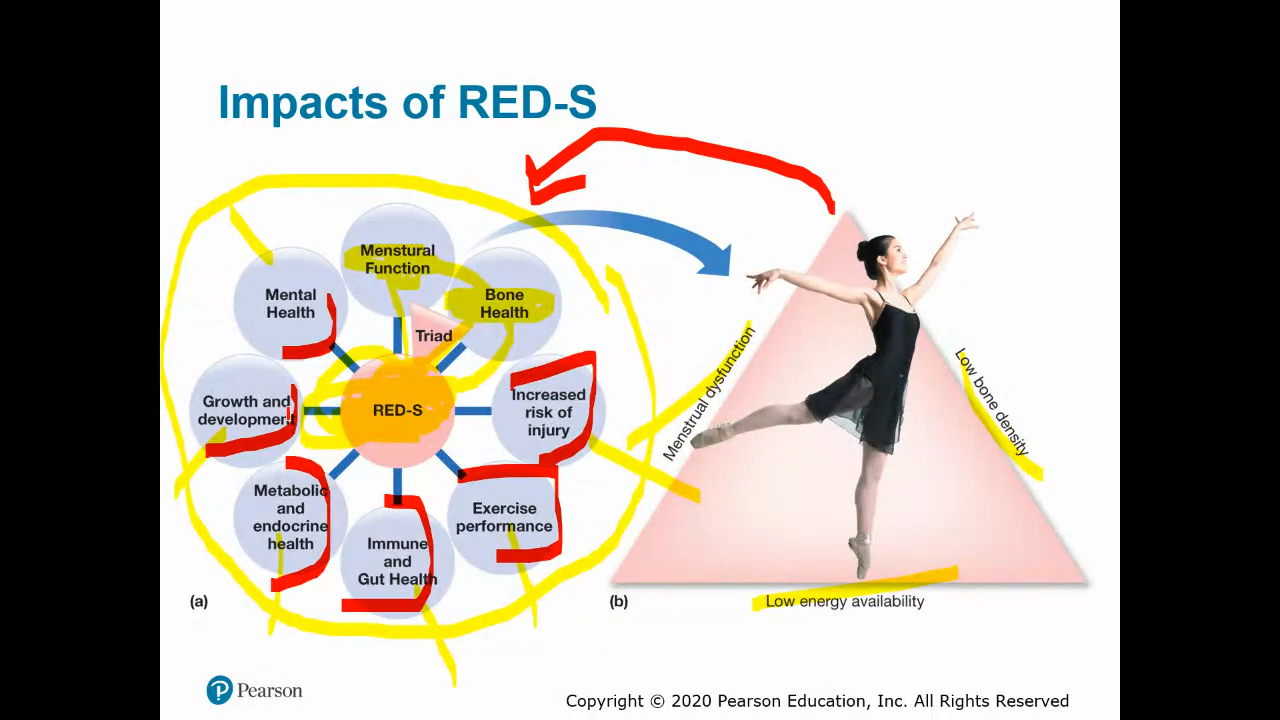 Impacts of RED-S
Menstural
Function
Mental
Health
Bone
Health
Triad
Growth and
development
RED-S
Increased
risk of
injury
Metabolic
and
endocrine
health
Immune
and
Gut Health
Exercise
performance
(a)
Menstrual dysfunction
Low bone density
Low energy availability
(b)
Pearson
Copyright © 2020 Pearson Education, Inc. All Rights Reserved